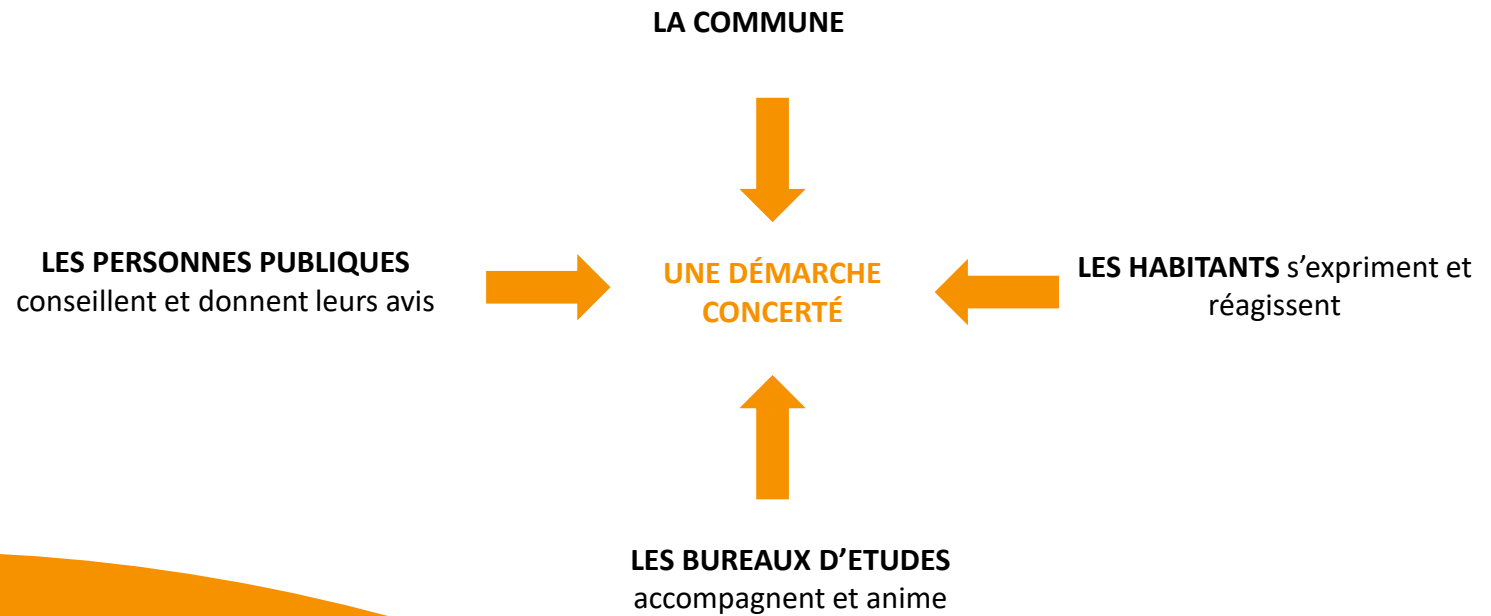 LA COMMUNE
LES PERSONNES PUBLIQUES
conseillent et donnent leurs avis
UNE DÉMARCHE
CONCERTÉ
LES HABITANTS s’expriment et
réagissent
LES BUREAUX D’ETUDES
accompagnent et anime